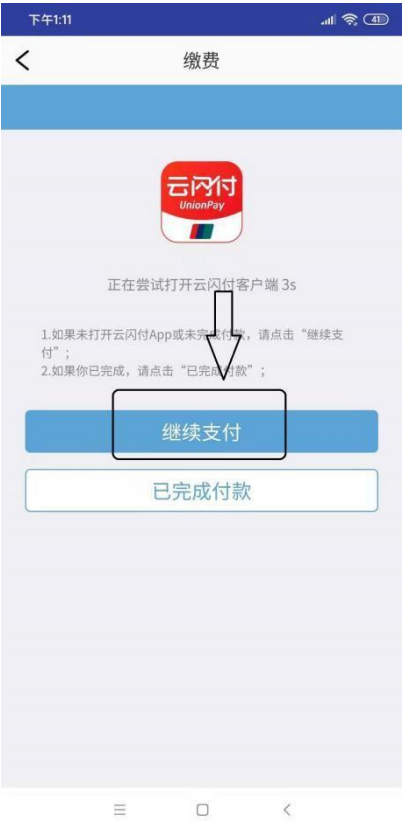 下午1:11
41
缴费
云闪付
UnionPay
正在尝试打开云闪付客户端 3s
1.如果未打开云闪付App或未完成付款，请点击“继续支
付”；
2.如果你已完成，请点击“已完成付款”；
继续支付
已完成付款